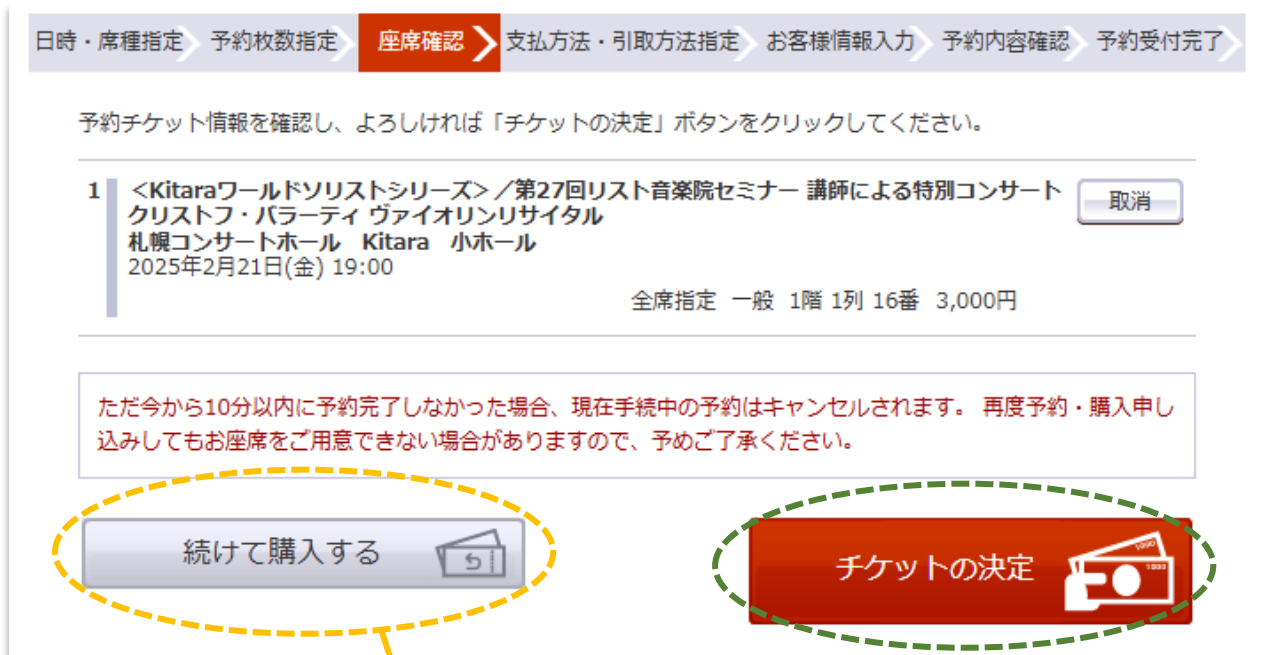 日時・席種指定 予約枚数指定 座席確認 支払方法・引取方法指定 お客様情報入力 予約内容確認 予約受付完了
予約チケット情報を確認し、よろしければ「チケットの決定」ボタンをクリックしてください。
1 <Kitaraワールドソリストシリーズ>/第27回リスト音楽院セミナー 講師による特別コンサート 取消
クリストフ・バラーティ ヴァイオリンリサイタル
札幌コンサートホール Kitara 小ホール
2025年2月21日(金) 19:00
全席指定 一般 1階 1列 16番 3,000円
ただ今から10分以内に予約完了しなかった場合、現在手続中の予約はキャンセルされます。 再度予約・購入申し
込みしてもお座席をご用意できない場合がありますので、予めご了承ください。
続けて購入する チケットの決定
1000
1000